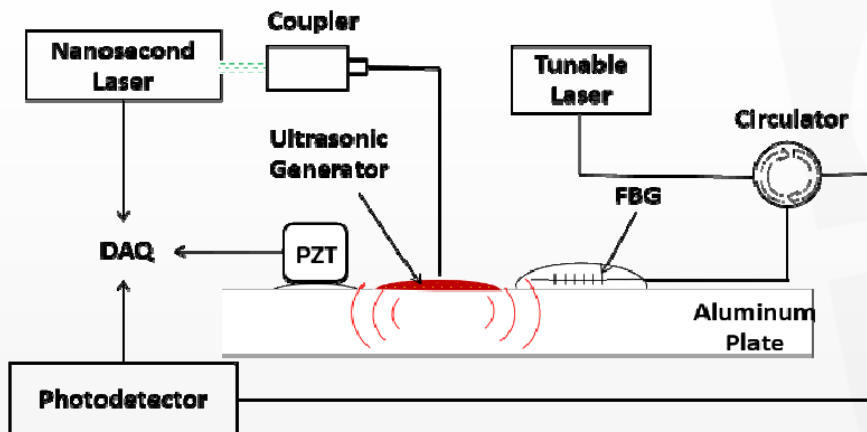 Coupler
Nanosecond
Laser
Tunable
Laser
Circulator
Ultrasonic
Generator
FBG
DAQ
PZT
Aluminum
Plate
Photodetector